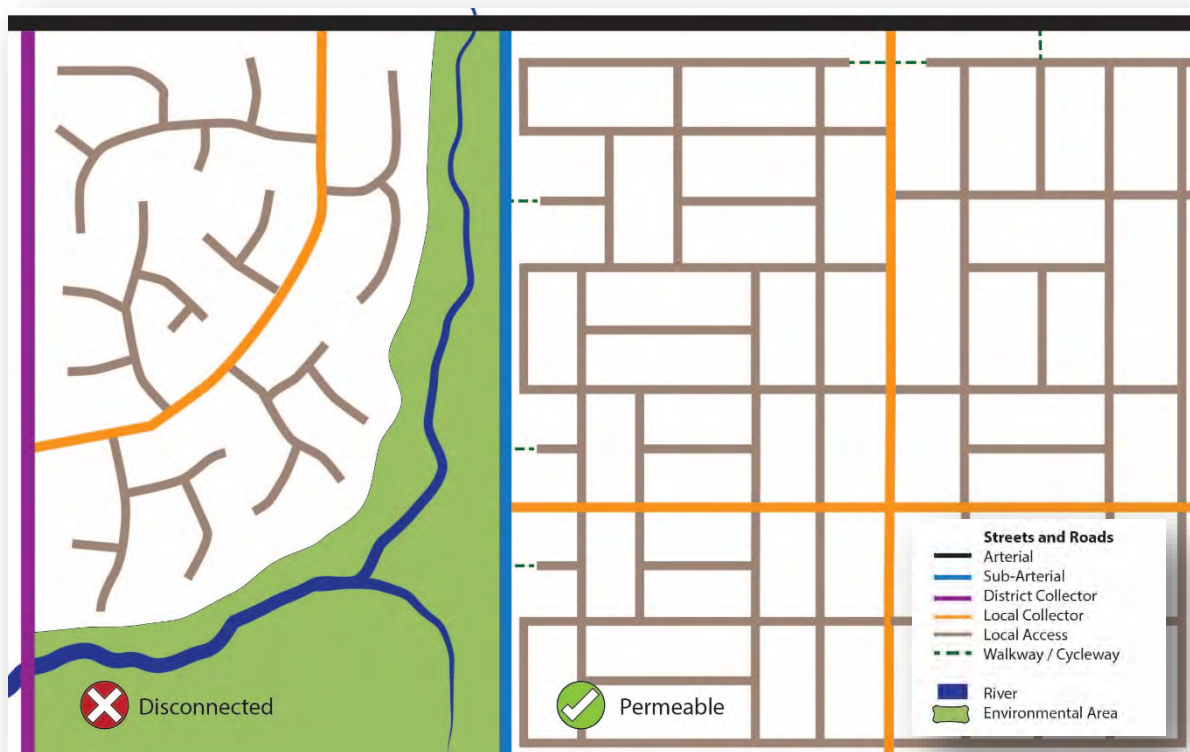 Disconnected
Permeable
Streets and Roads
Arterial
Sub-Arterial
District Collector
Local Collector
Local Access
Walkway / Cycleway
River
Environmental Area